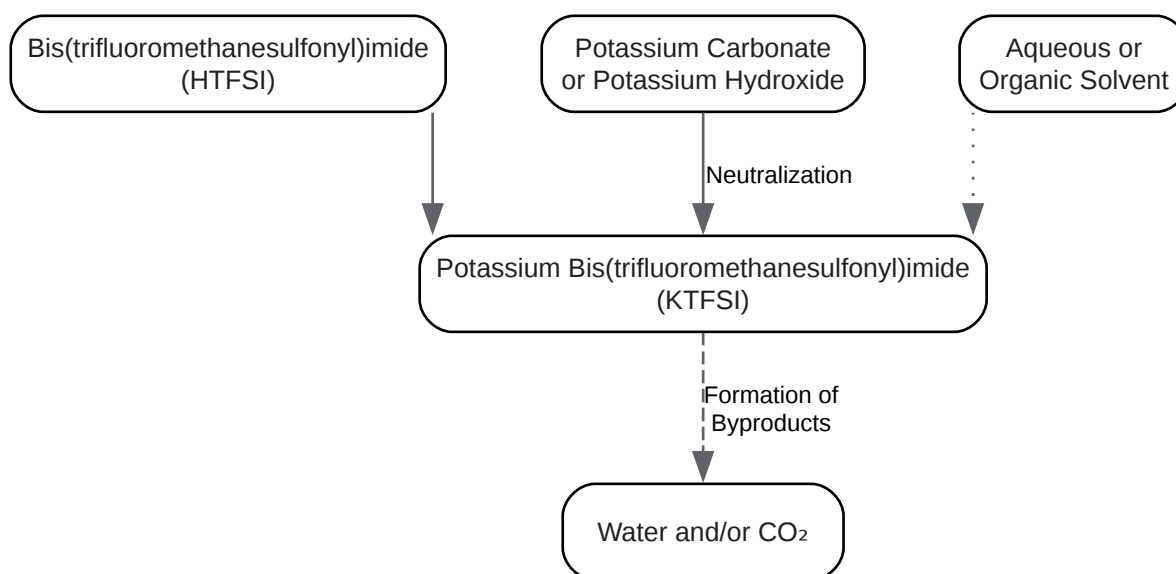 Bis(trifluoromethanesulfonyl)imide
(HTFSI)
Potassium Carbonate
or Potassium Hydroxide
Aqueous or
Organic Solvent
Neutralization
Potassium Bis(trifluoromethanesulfonyl)imide
(KTFSI)
Formation of
Byproducts
Water and/or CO₂